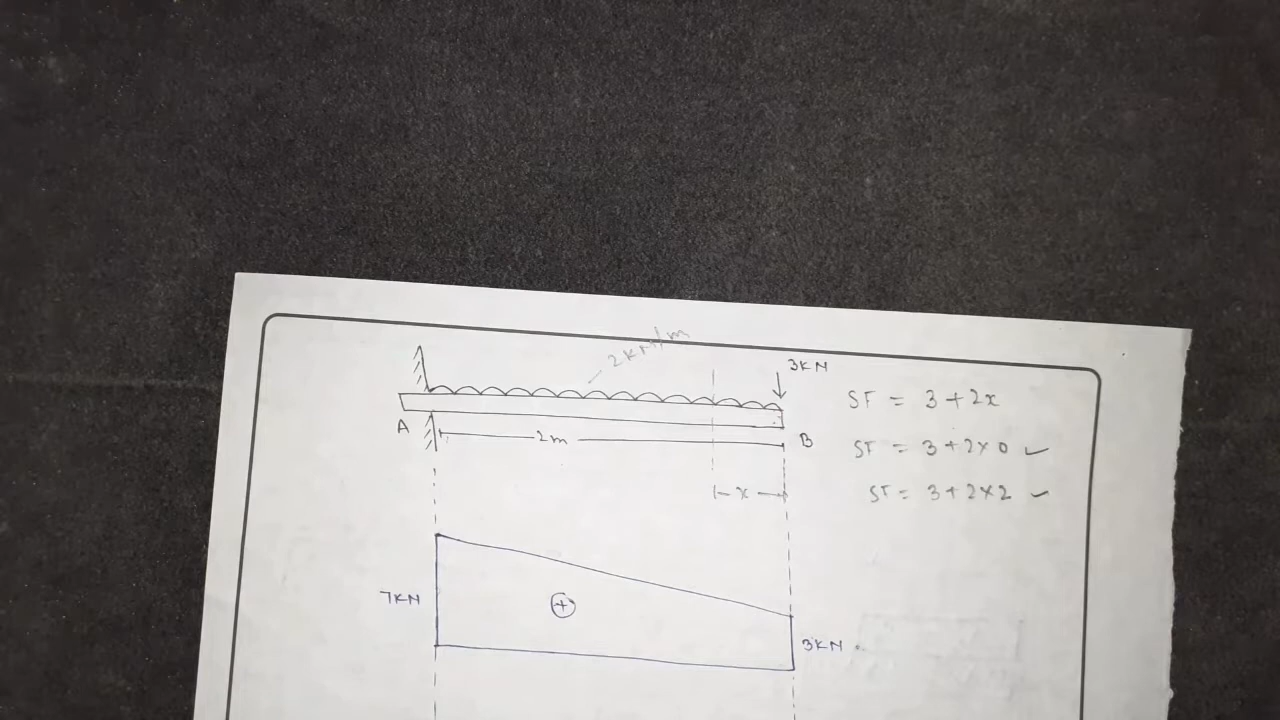 2KN/m
3KN
SF = 3+2x
A
2m
B
SF = 3+2×0 ✓
x
SF = 3+2×2 ✓
7KN
+
3KN.